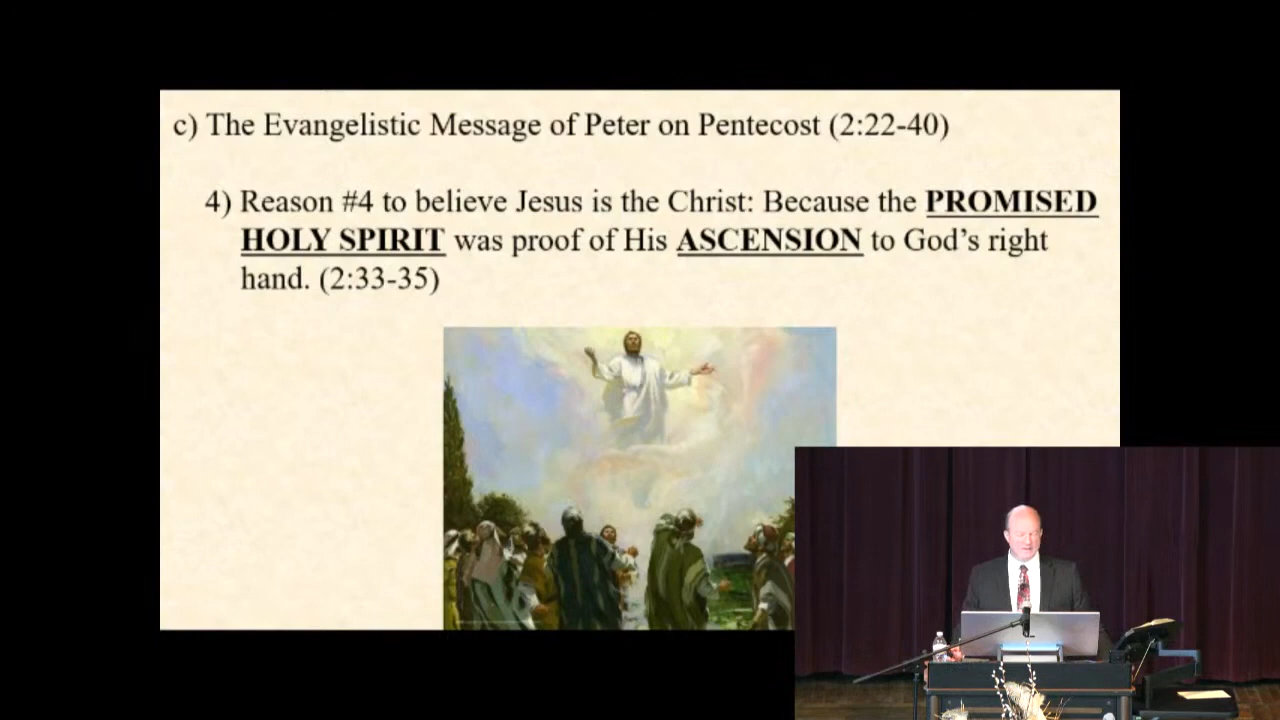 c) The Evangelistic Message of Peter on Pentecost (2:22-40)
4) Reason #4 to believe Jesus is the Christ: Because the PROMISED
HOLY SPIRIT was proof of His ASCENSION to God's right
hand. (2:33-35)